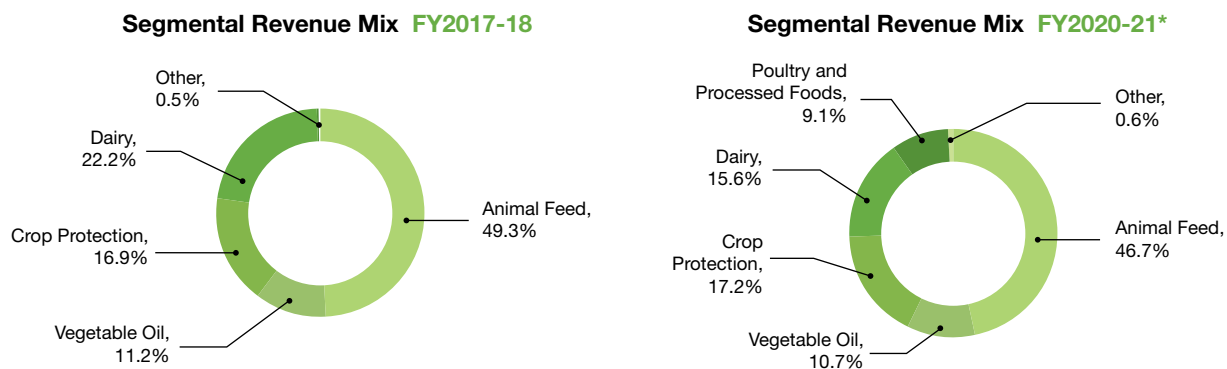 Segmental Revenue Mix FY2017-18
Other,
0.5%
Dairy,
22.2%
Crop Protection,
16.9%
Vegetable Oil,
11.2%
Animal Feed,
49.3%
Segmental Revenue Mix FY2020-21*
Poultry and
Processed Foods,
9.1%
Other,
0.6%
Dairy,
15.6%
Crop
Protection,
17.2%
Vegetable Oil,
10.7%
Animal Feed,
46.7%